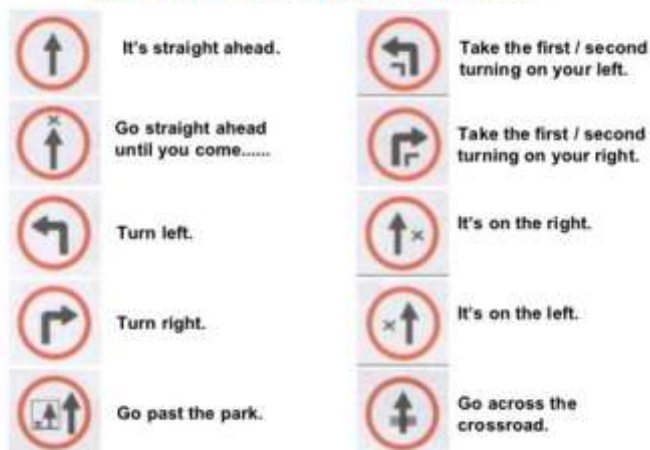 It's straight ahead.
Go straight ahead
until you come......
Turn left.
Turn right.
Go past the park.
Take the first / second
turning on your left.
Take the first / second
turning on your right.
It's on the right.
It's on the left.
Go across the
crossroad.